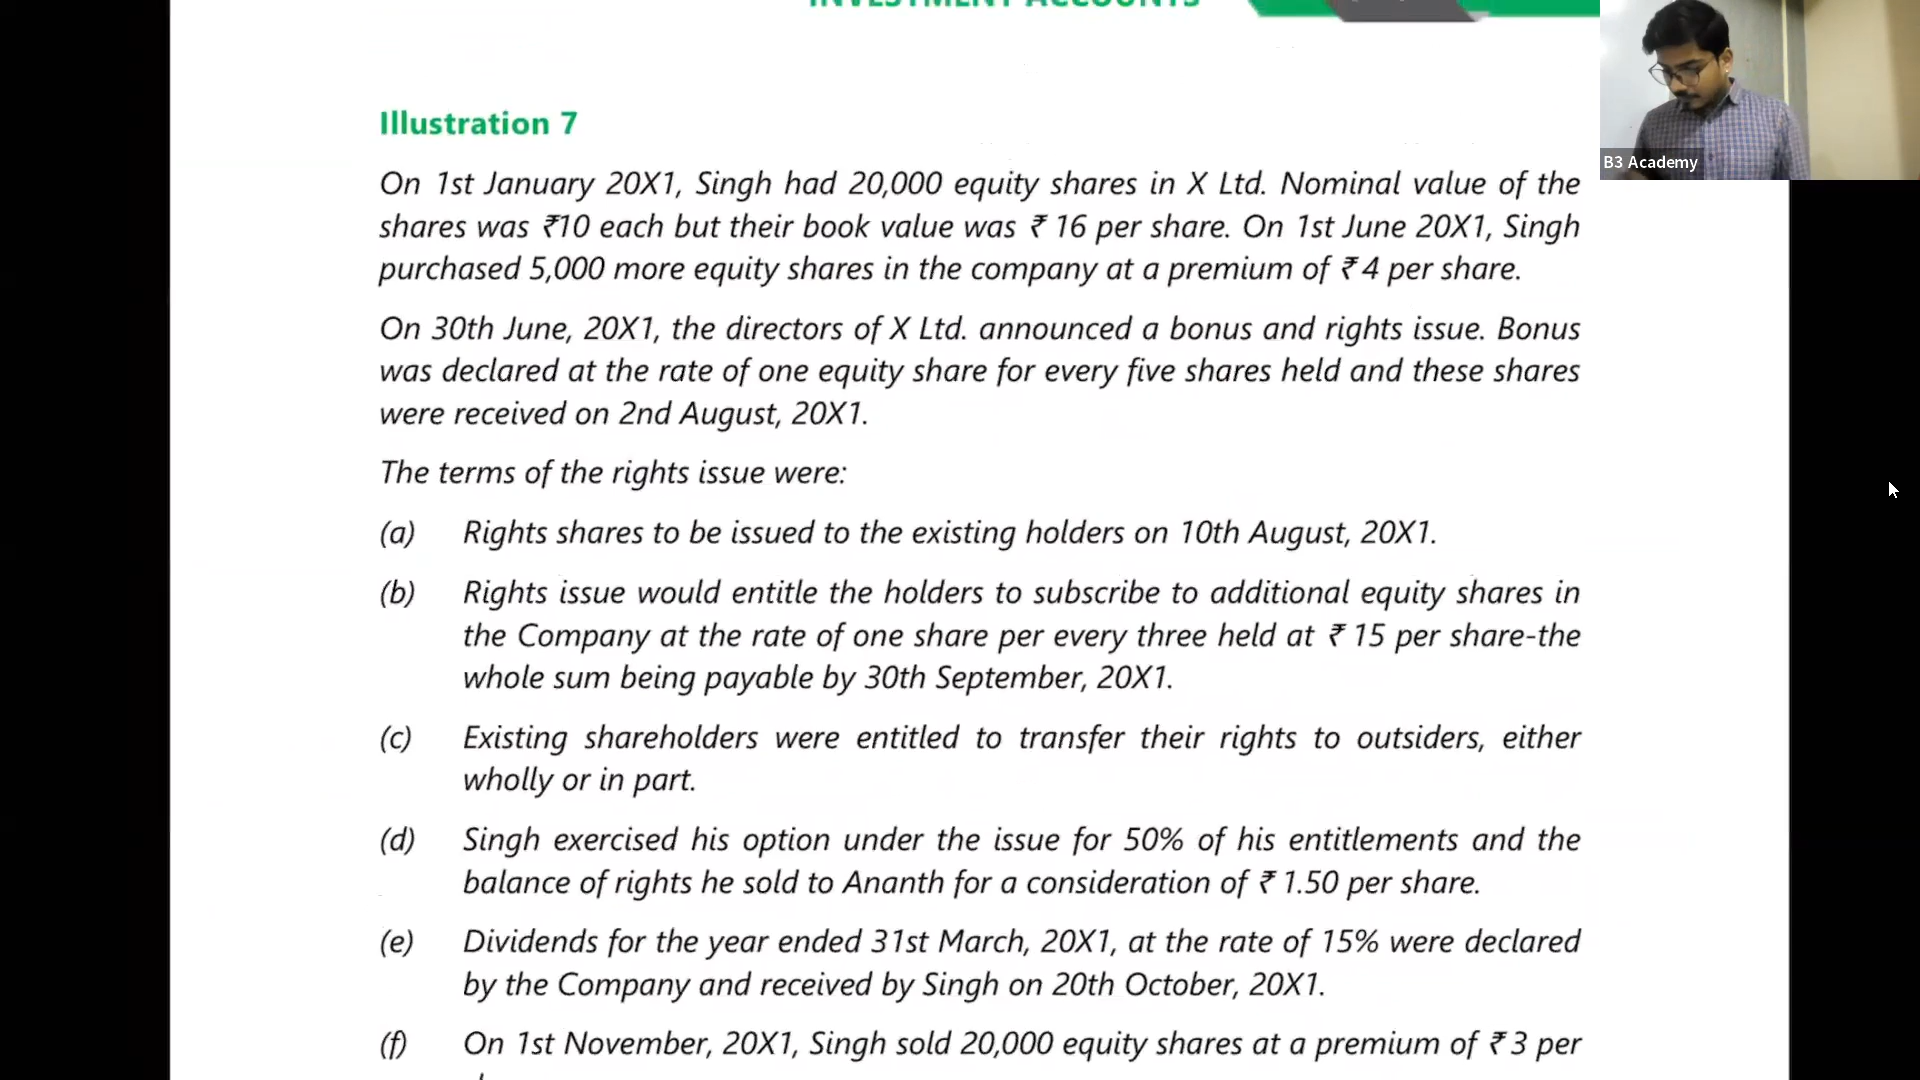 INVESTMENT ACCOUNTS
Illustration 7
On 1st January 20X1, Singh had 20,000 equity shares in X Ltd. Nominal value of the
shares was ₹10 each but their book value was ₹ 16 per share. On 1st June 20X1, Singh
purchased 5,000 more equity shares in the company at a premium of ₹ 4 per share.
On 30th June, 20X1, the directors of X Ltd. announced a bonus and rights issue. Bonus
was declared at the rate of one equity share for every five shares held and these shares
were received on 2nd August, 20X1.
The terms of the rights issue were:
(a) Rights shares to be issued to the existing holders on 10th August, 20X1.
(b) Rights issue would entitle the holders to subscribe to additional equity shares in
the Company at the rate of one share per every three held at ₹ 15 per share-the
whole sum being payable by 30th September, 20X1.
(c) Existing shareholders were entitled to transfer their rights to outsiders, either
wholly or in part.
(d) Singh exercised his option under the issue for 50% of his entitlements and the
balance of rights he sold to Ananth for a consideration of ₹ 1.50 per share.
(e) Dividends for the year ended 31st March, 20X1, at the rate of 15% were declared
by the Company and received by Singh on 20th October, 20X1.
(f) On 1st November, 20X1, Singh sold 20,000 equity shares at a premium of ₹ 3 per
B3 Academy